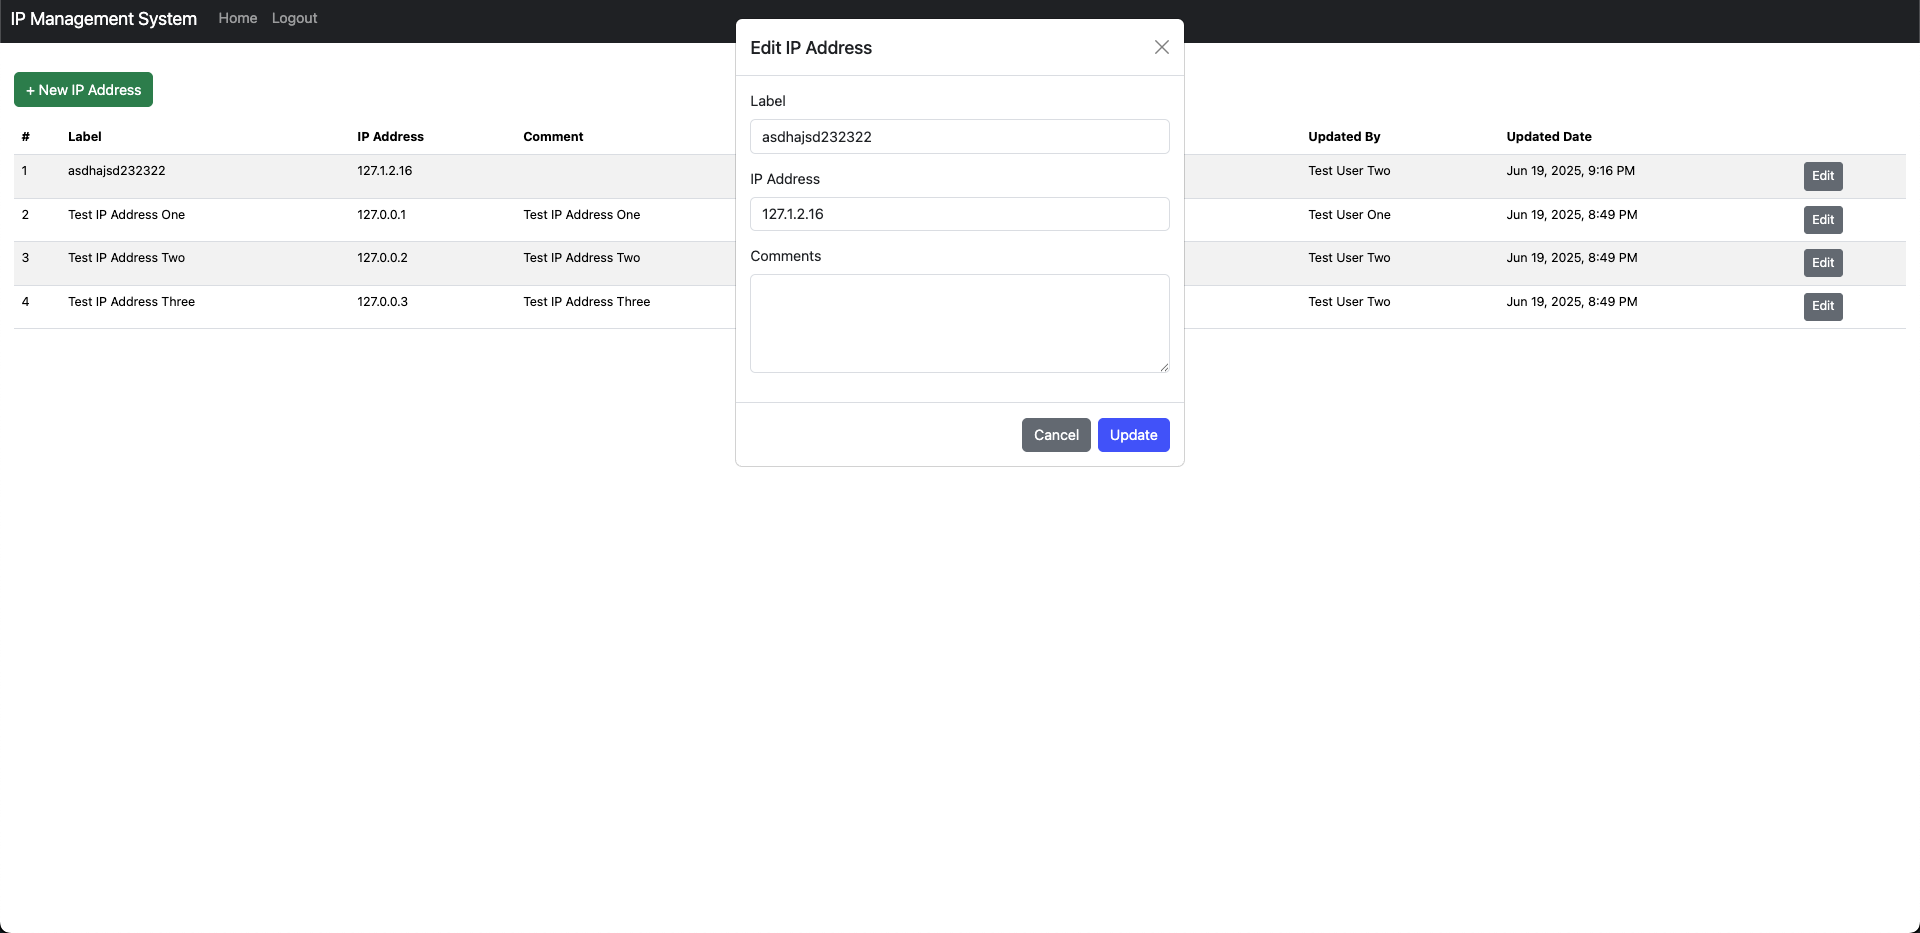 IP Management System Home Logout
+ New IP Address
# Label IP Address Comment Updated By Updated Date
1 asdhajsd232322 127.1.2.16 Test User Two Jun 19, 2025, 9:16 PM Edit
2 Test IP Address One 127.0.0.1 Test IP Address One Test User One Jun 19, 2025, 8:49 PM Edit
3 Test IP Address Two 127.0.0.2 Test IP Address Two Test User Two Jun 19, 2025, 8:49 PM Edit
4 Test IP Address Three 127.0.0.3 Test IP Address Three Test User Two Jun 19, 2025, 8:49 PM Edit
Edit IP Address
Label
asdhajsd232322
IP Address
127.1.2.16
Comments
Cancel Update